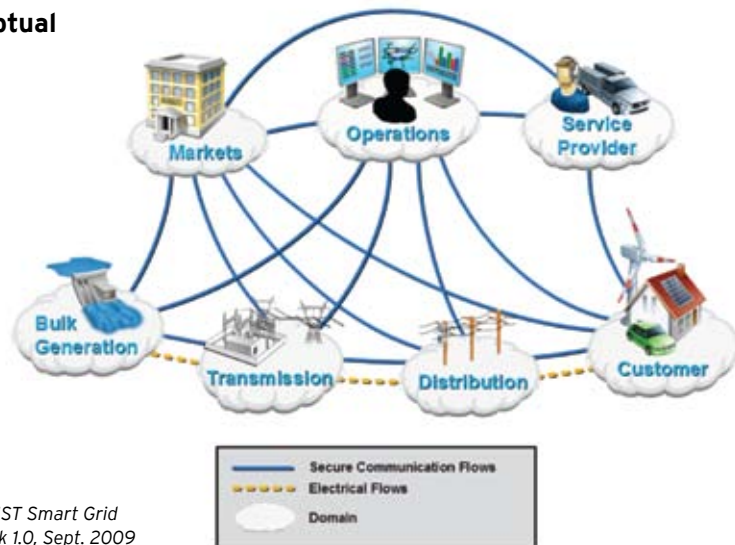 ptual
Markets
Operations
Service
Provider
Bulk
Generation
Transmission
Distribution
Customer
Secure Communication Flows
Electrical Flows
Domain
ST Smart Grid
k 1.0, Sept. 2009